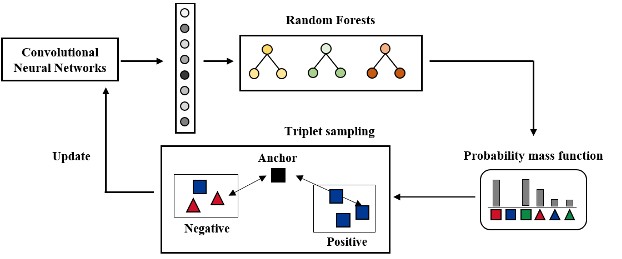 Random Forests
Convolutional
Neural Networks
Triplet sampling
Update
Anchor
Probability mass function
Negative
Positive